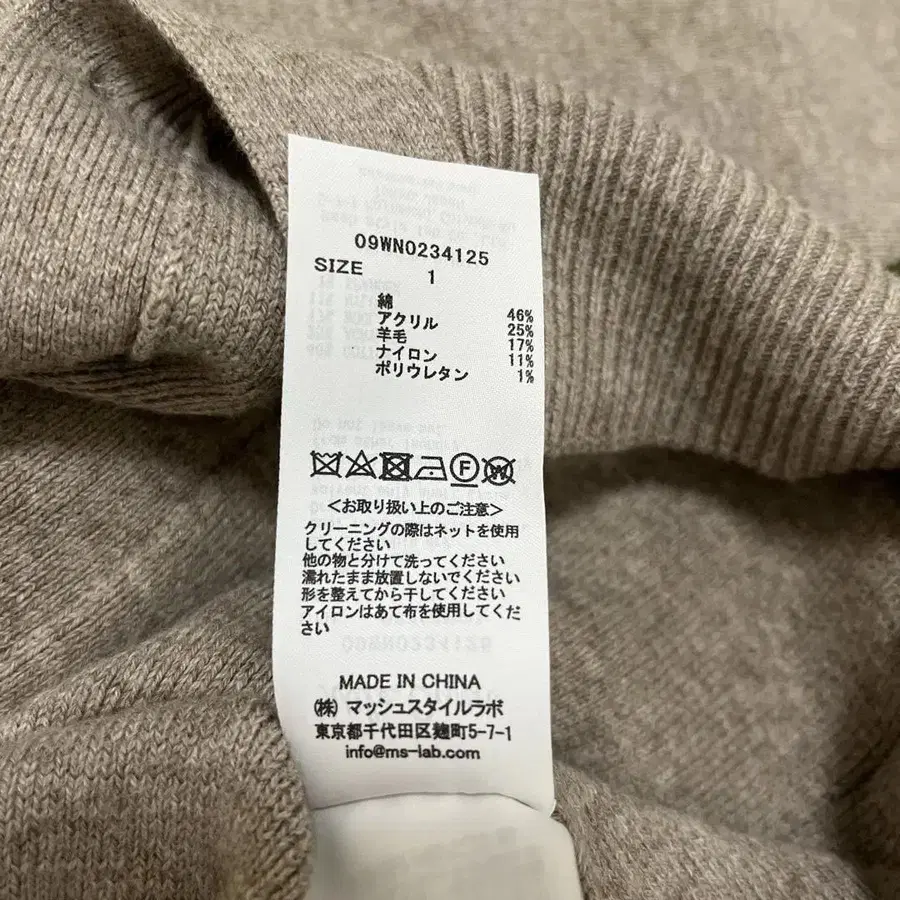 09WN0234125
SIZE 1
綿 46%
アクリル 25%
羊毛 17%
ナイロン 11%
ポリウレタン 1%
F W
<お取り扱い上のご注意>
クリーニングの際はネットを使用
してください
他の物と分けて洗ってください
濡れたまま放置しないでください
形を整えてから干してください
アイロンはあて布を使用してくだ
さい
MADE IN CHINA
(株) マッシュスタイルラボ
東京都千代田区麹町5-7-1
info@ms-lab.com